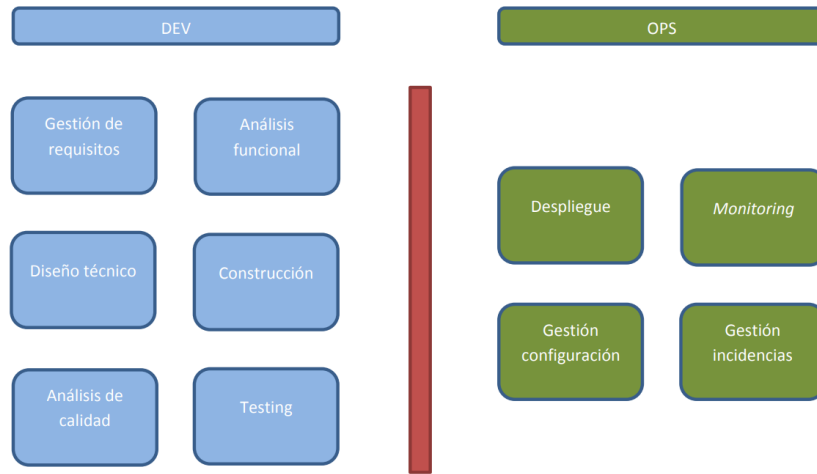 DEV
OPS
Gestión de
requisitos
Análisis
funcional
Despliegue
Monitoring
Diseño técnico
Construcción
Gestión
configuración
Gestión
incidencias
Análisis de
calidad
Testing